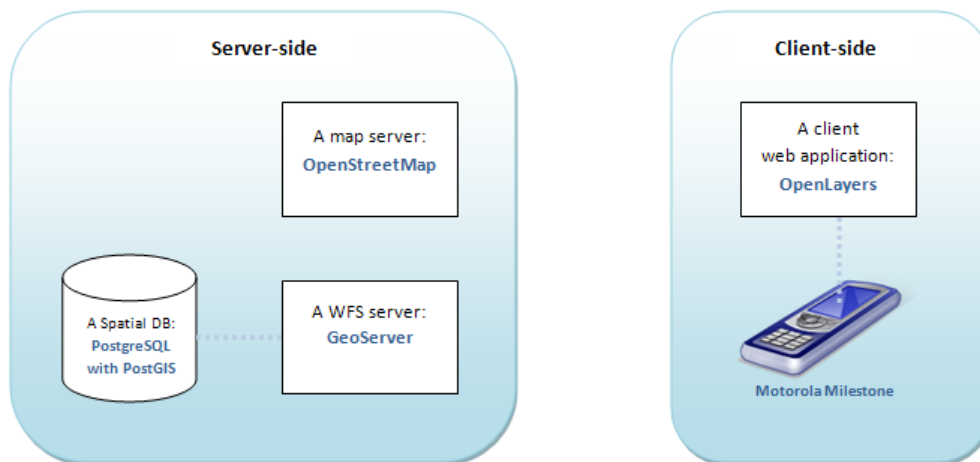 Server-side
A map server:
OpenStreetMap
A Spatial DB:
PostgreSQL
with PostGIS
A WFS server:
GeoServer
Client-side
A client
web application:
OpenLayers
Motorola Milestone